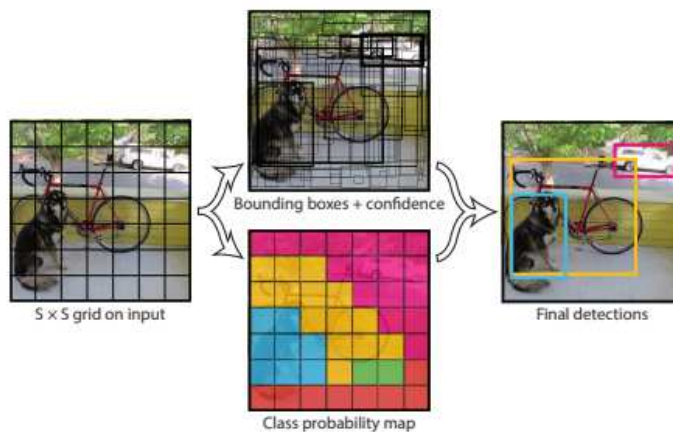 Bounding boxes + confidence
S × S grid on input
Final detections
Class probability map